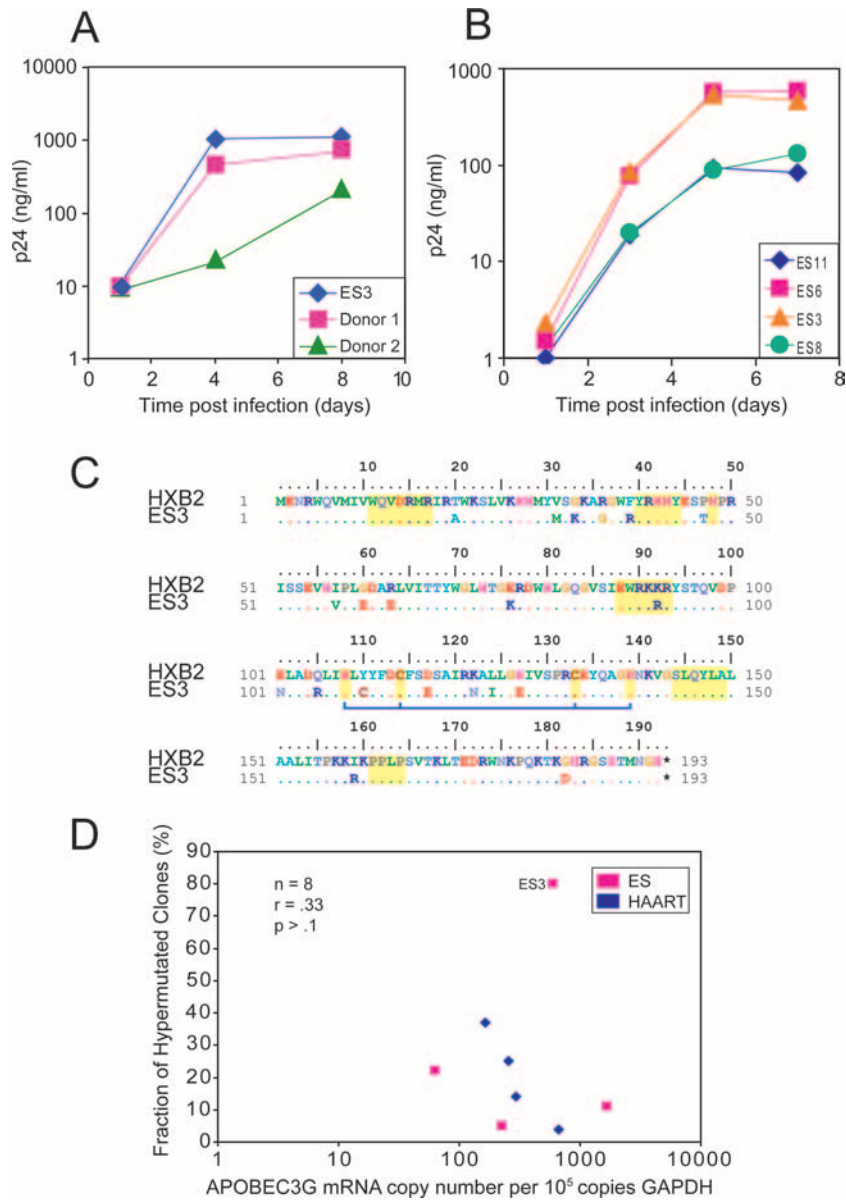 A
p24 (ng/ml)
10000
1000
100
10
1
0 2 4 6 8 10
Time post infection (days)
ES3
Donor 1
Donor 2
B
p24 (ng/ml)
1000
100
10
1
0 2 4 6 8
Time post infection (days)
ES11
ES6
ES3
ES8
C
10 20 30 40 50
HXB2 1 MENRWQVMIVWQVDRMRIRTWKSLVKHHMYVSGKARGWFYRHHYESPHPR 50
ES3 1 ...................A..........M.K..G..R.......T... 50
60 70 80 90 100
HXB2 51 ISSEVHIPLGDARLVITTYWGLHTGERDWHLGQGVSIEWRKKRYSTQVDP 100
ES3 51 ......V..E..E............K...............R........ 100
110 120 130 140 150
HXB2 101 ELADQLIHLYYFDCFSDSAIRKALLGHIVSPRCEYQAGHNKVGSLQYLAL 150
ES3 101 N...R....C......E....K.I..E....................... 150
160 170 180 190
HXB2 151 AALITPKKIKPPLPSVTKLTEDRWNKPQKTKGHRGSHTMNGH* 193
ES3 151 ........R......................D..........* 193
D
Fraction of Hypermutated Clones (%)
90
80
70
60
50
40
30
20
10
0
n = 8
r = .33
p > .1
ES3
ES
HAART
1 10 100 1000 10000
APOBEC3G mRNA copy number per 10⁵ copies GAPDH